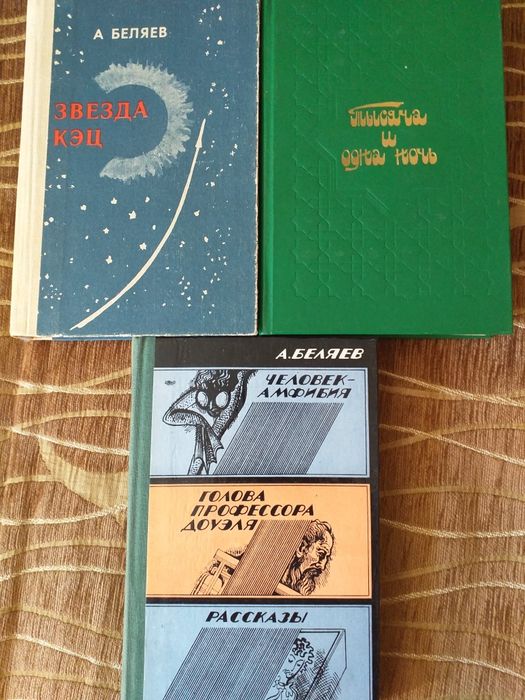 А БЕЛЯЕВ
ЗВЕЗДА
КЭЦ
тысяча
и
одна ночь
А. БЕЛЯЕВ
ЧЕЛОВЕК-
АМФИБИЯ
ГОЛОВА
ПРОФЕССОРА
ДОУЭЛЯ
РАССКАЗЫ